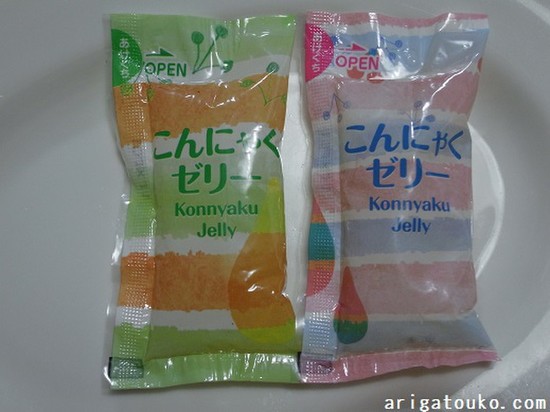 OPEN
こんにゃく
ゼリー
Konnyaku
Jelly
OPEN
こんにゃく
ゼリー
Konnyaku
Jelly
arigatouko.com